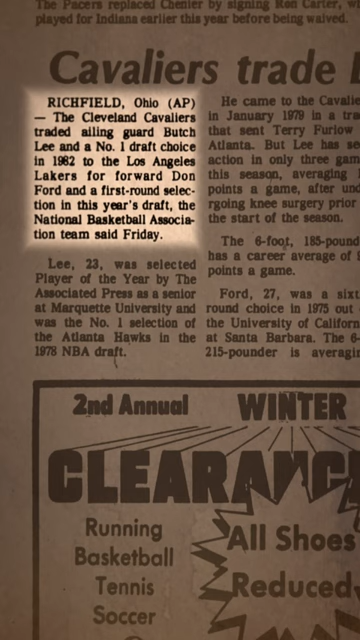 The Pacers replaced Chenier by signing Ron Carter, 
played for Indiana earlier this year before being waived.
Cavaliers trade
RICHFIELD, Ohio (AP)
— The Cleveland Cavaliers
traded ailing guard Butch
Lee and a No. 1 draft choice
in 1982 to the Los Angeles
Lakers for forward Don
Ford and a first-round selec-
tion in this year's draft, the
National Basketball Associa-
tion team said Friday.
Lee, 23, was selected
Player of the Year by The
Associated Press as a senior
at Marquette University and
was the No. 1 selection of
the Atlanta Hawks in the
1978 NBA draft.
He came to the Cavalie
in January 1979 in a tra
that sent Terry Furlow
Atlanta. But Lee has se
action in only three gam
this season, averaging
points a game, after und
rgoing knee surgery prior
the start of the season.
The 6-foot, 185-pound
has a career average of
points a game.
Ford, 27, was a sixt
round choice in 1975 out
the University of Californ
at Santa Barbara. The 6-
215-pounder is averagin
2nd Annual WINTER
CLEARANC
Running
Basketball
Tennis
Soccer
All Shoes
Reduced